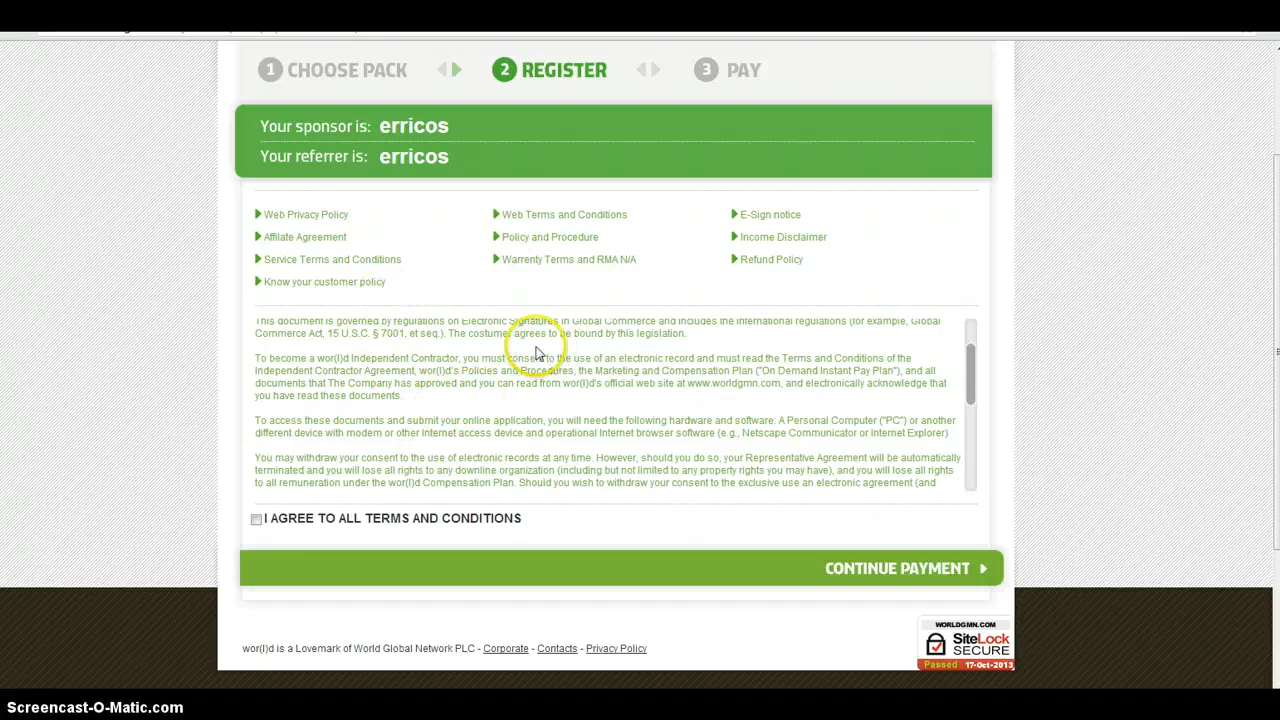 1 CHOOSE PACK 2 REGISTER 3 PAY
Your sponsor is: erricos
Your referrer is: erricos
Web Privacy Policy Web Terms and Conditions E-Sign notice
Affilate Agreement Policy and Procedure Income Disclaimer
Service Terms and Conditions Warrenty Terms and RMA N/A Refund Policy
Know your customer policy
This document is governed by regulations on Electronic Signatures in Global Commerce and includes the international regulations (for example, Global
Commerce Act, 15 U.S.C. § 7001, et seq.). The costumer agrees to be bound by this legislation.
To become a wor(l)d Independent Contractor, you must consent to the use of an electronic record and must read the Terms and Conditions of the
Independent Contractor Agreement, wor(l)d's Policies and Procedures, the Marketing and Compensation Plan ("On Demand Instant Pay Plan"), and all
documents that The Company has approved and you can read from wor(l)d's official web site at www.worldgmn.com, and electronically acknowledge that
you have read these documents.
To access these documents and submit your online application, you will need the following hardware and software: A Personal Computer ("PC") or another
different device with modem or other Internet access device and operational Internet browser software (e.g., Netscape Communicator or Internet Explorer)
You may withdraw your consent to the use of electronic records at any time. However, should you do so, your Representative Agreement will be automatically
terminated and you will lose all rights to any downline organization (including but not limited to any property rights you may have), and you will lose all rights
to all remuneration under the wor(l)d Compensation Plan. Should you wish to withdraw your consent to the exclusive use an electronic agreement (and
I AGREE TO ALL TERMS AND CONDITIONS
CONTINUE PAYMENT
WORLDGMN.COM
SiteLock
SECURE
Passed 17-Oct-2013
wor(l)d is a Lovemark of World Global Network PLC - Corporate - Contacts - Privacy Policy
Screencast-O-Matic.com